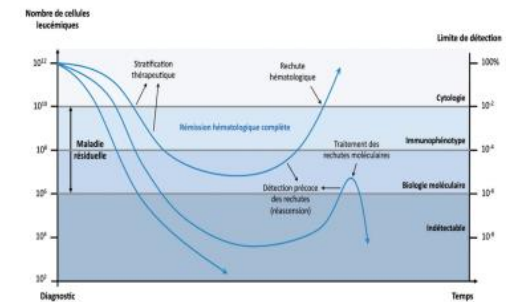 Nombre de cellules
leucémiques
Limite de détection
10¹²
100%
Stratification
thérapeutique
Rechute
hématologique
Cytologie
10¹⁰
10⁻²
Rémission hématologique complète
Maladie
résiduelle
Immunophénotype
10⁸
10⁻⁴
Traitement des
rechutes moléculaires
Détection précoce
des rechutes
(réascension)
Biologie moléculaire
10⁶
10⁻⁶
Indétectable
10⁴
10⁻⁸
10²
Diagnostic
Temps